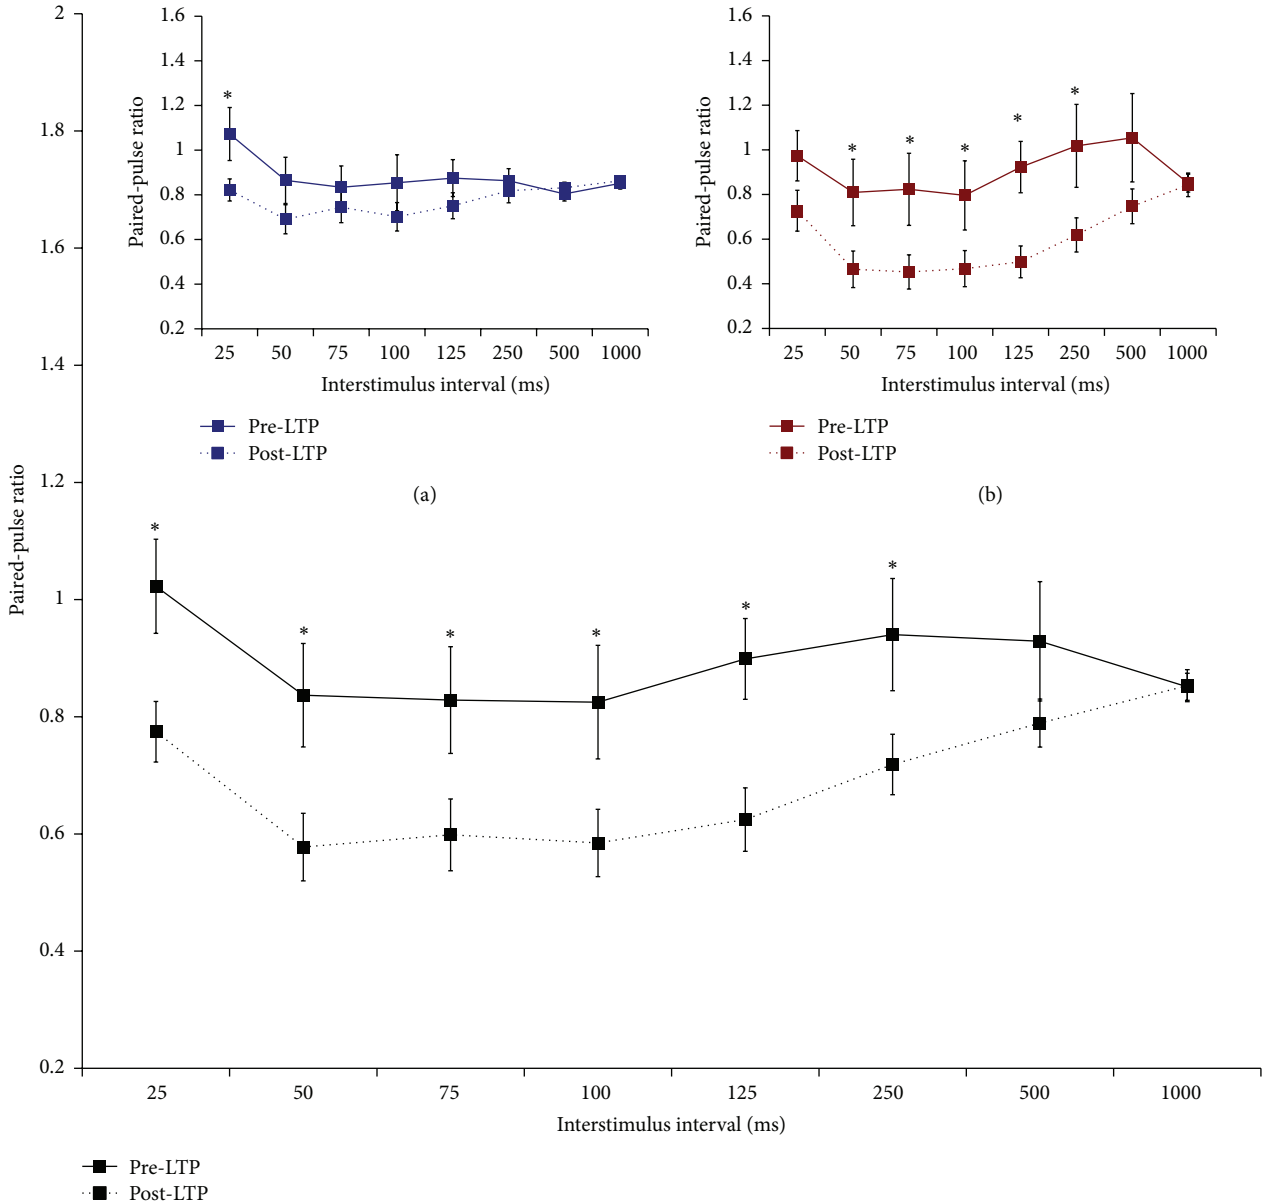 2
1.8
1.6
1.4
1.2
1
0.8
0.6
0.4
0.2
Paired-pulse ratio
1.6
1.4
1.2
1
0.8
0.6
0.4
0.2
Paired-pulse ratio
*
25 50 75 100 125 250 500 1000
Interstimulus interval (ms)
Pre-LTP
Post-LTP
(a)
1.6
1.4
1.2
1
0.8
0.6
0.4
0.2
Paired-pulse ratio
* * * * *
25 50 75 100 125 250 500 1000
Interstimulus interval (ms)
Pre-LTP
Post-LTP
(b)
* * * * * *
25 50 75 100 125 250 500 1000
Interstimulus interval (ms)
Pre-LTP
Post-LTP